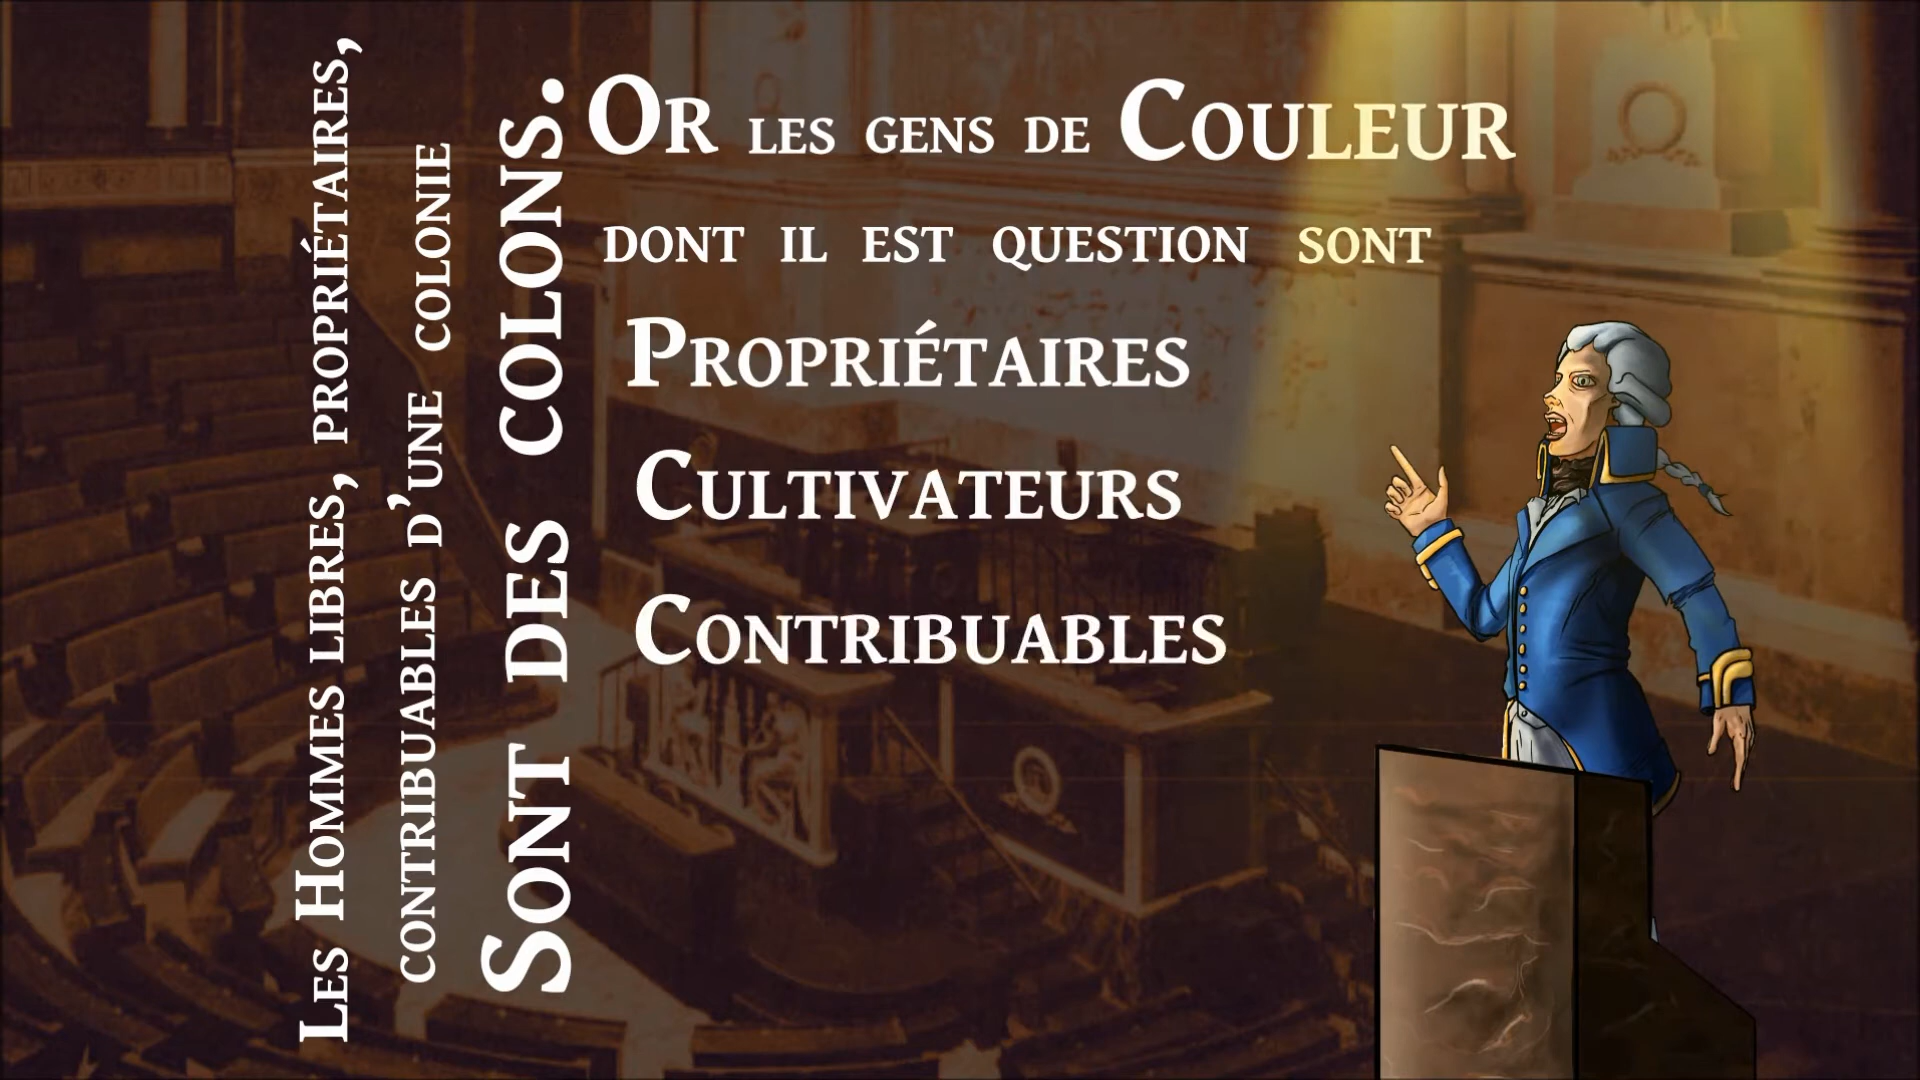 Les Hommes libres, propriétaires,
contribuables d'une colonie
Sont des colons.
Or les gens de Couleur
dont il est question sont
Propriétaires
Cultivateurs
Contribuables